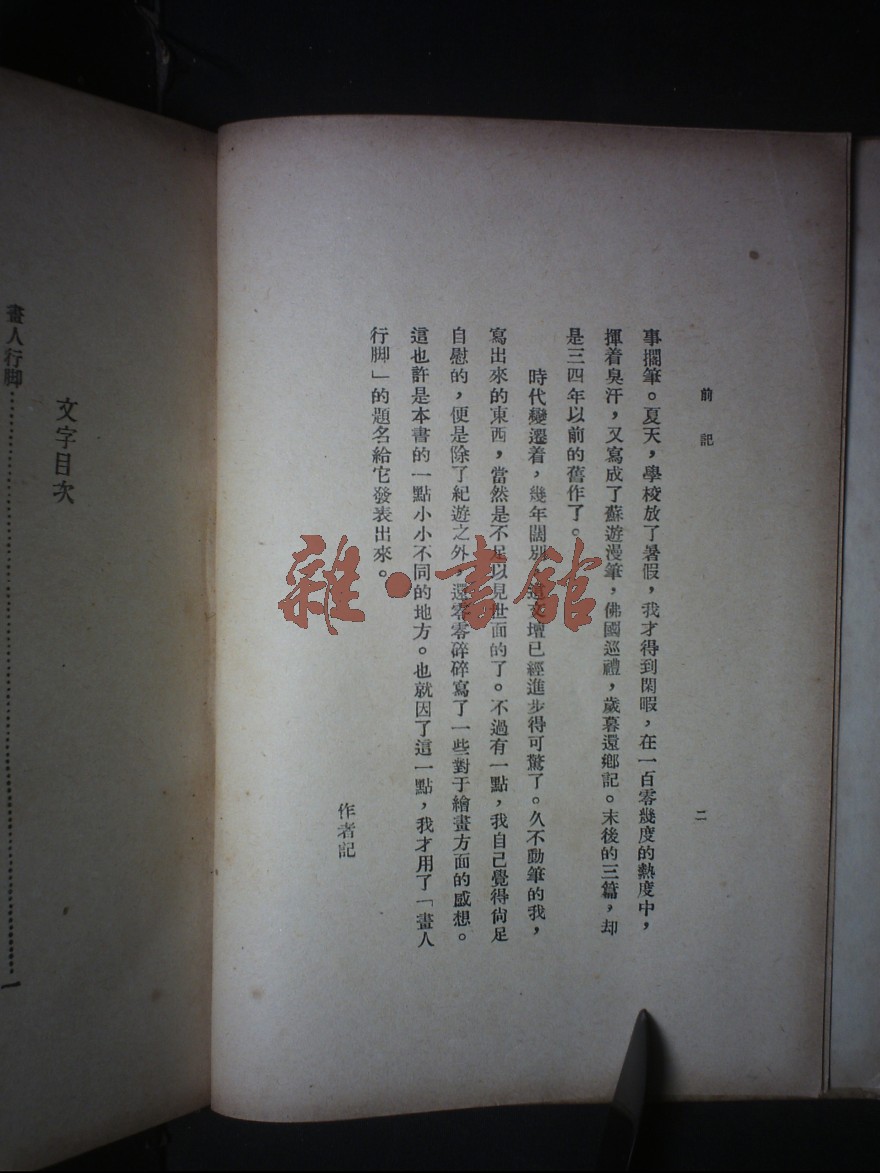 前記
二
事擱筆。夏天，學校放了暑假，我才得到閑暇，在一百零幾度的熱度中，
揮着臭汗，又寫成了蘇遊漫筆，佛國巡禮，歲暮還鄉記。末後的三篇，却
是三四年以前的舊作了。
時代變遷着，幾年闊別，這文壇已經進步得可驚了。久不動筆的我，
寫出來的東西，當然是不足以見世面的了。不過有一點，我自己覺得尙足
自慰的，便是除了紀遊之外，還零零碎碎寫了一些對于繪畫方面的感想。
這也許是本書的一點小小不同的地方。也就因了這一點，我才用了「畫人
行脚」的題名給它發表出來。
作者記
文字目次
畫人行脚…………一
雜·書館